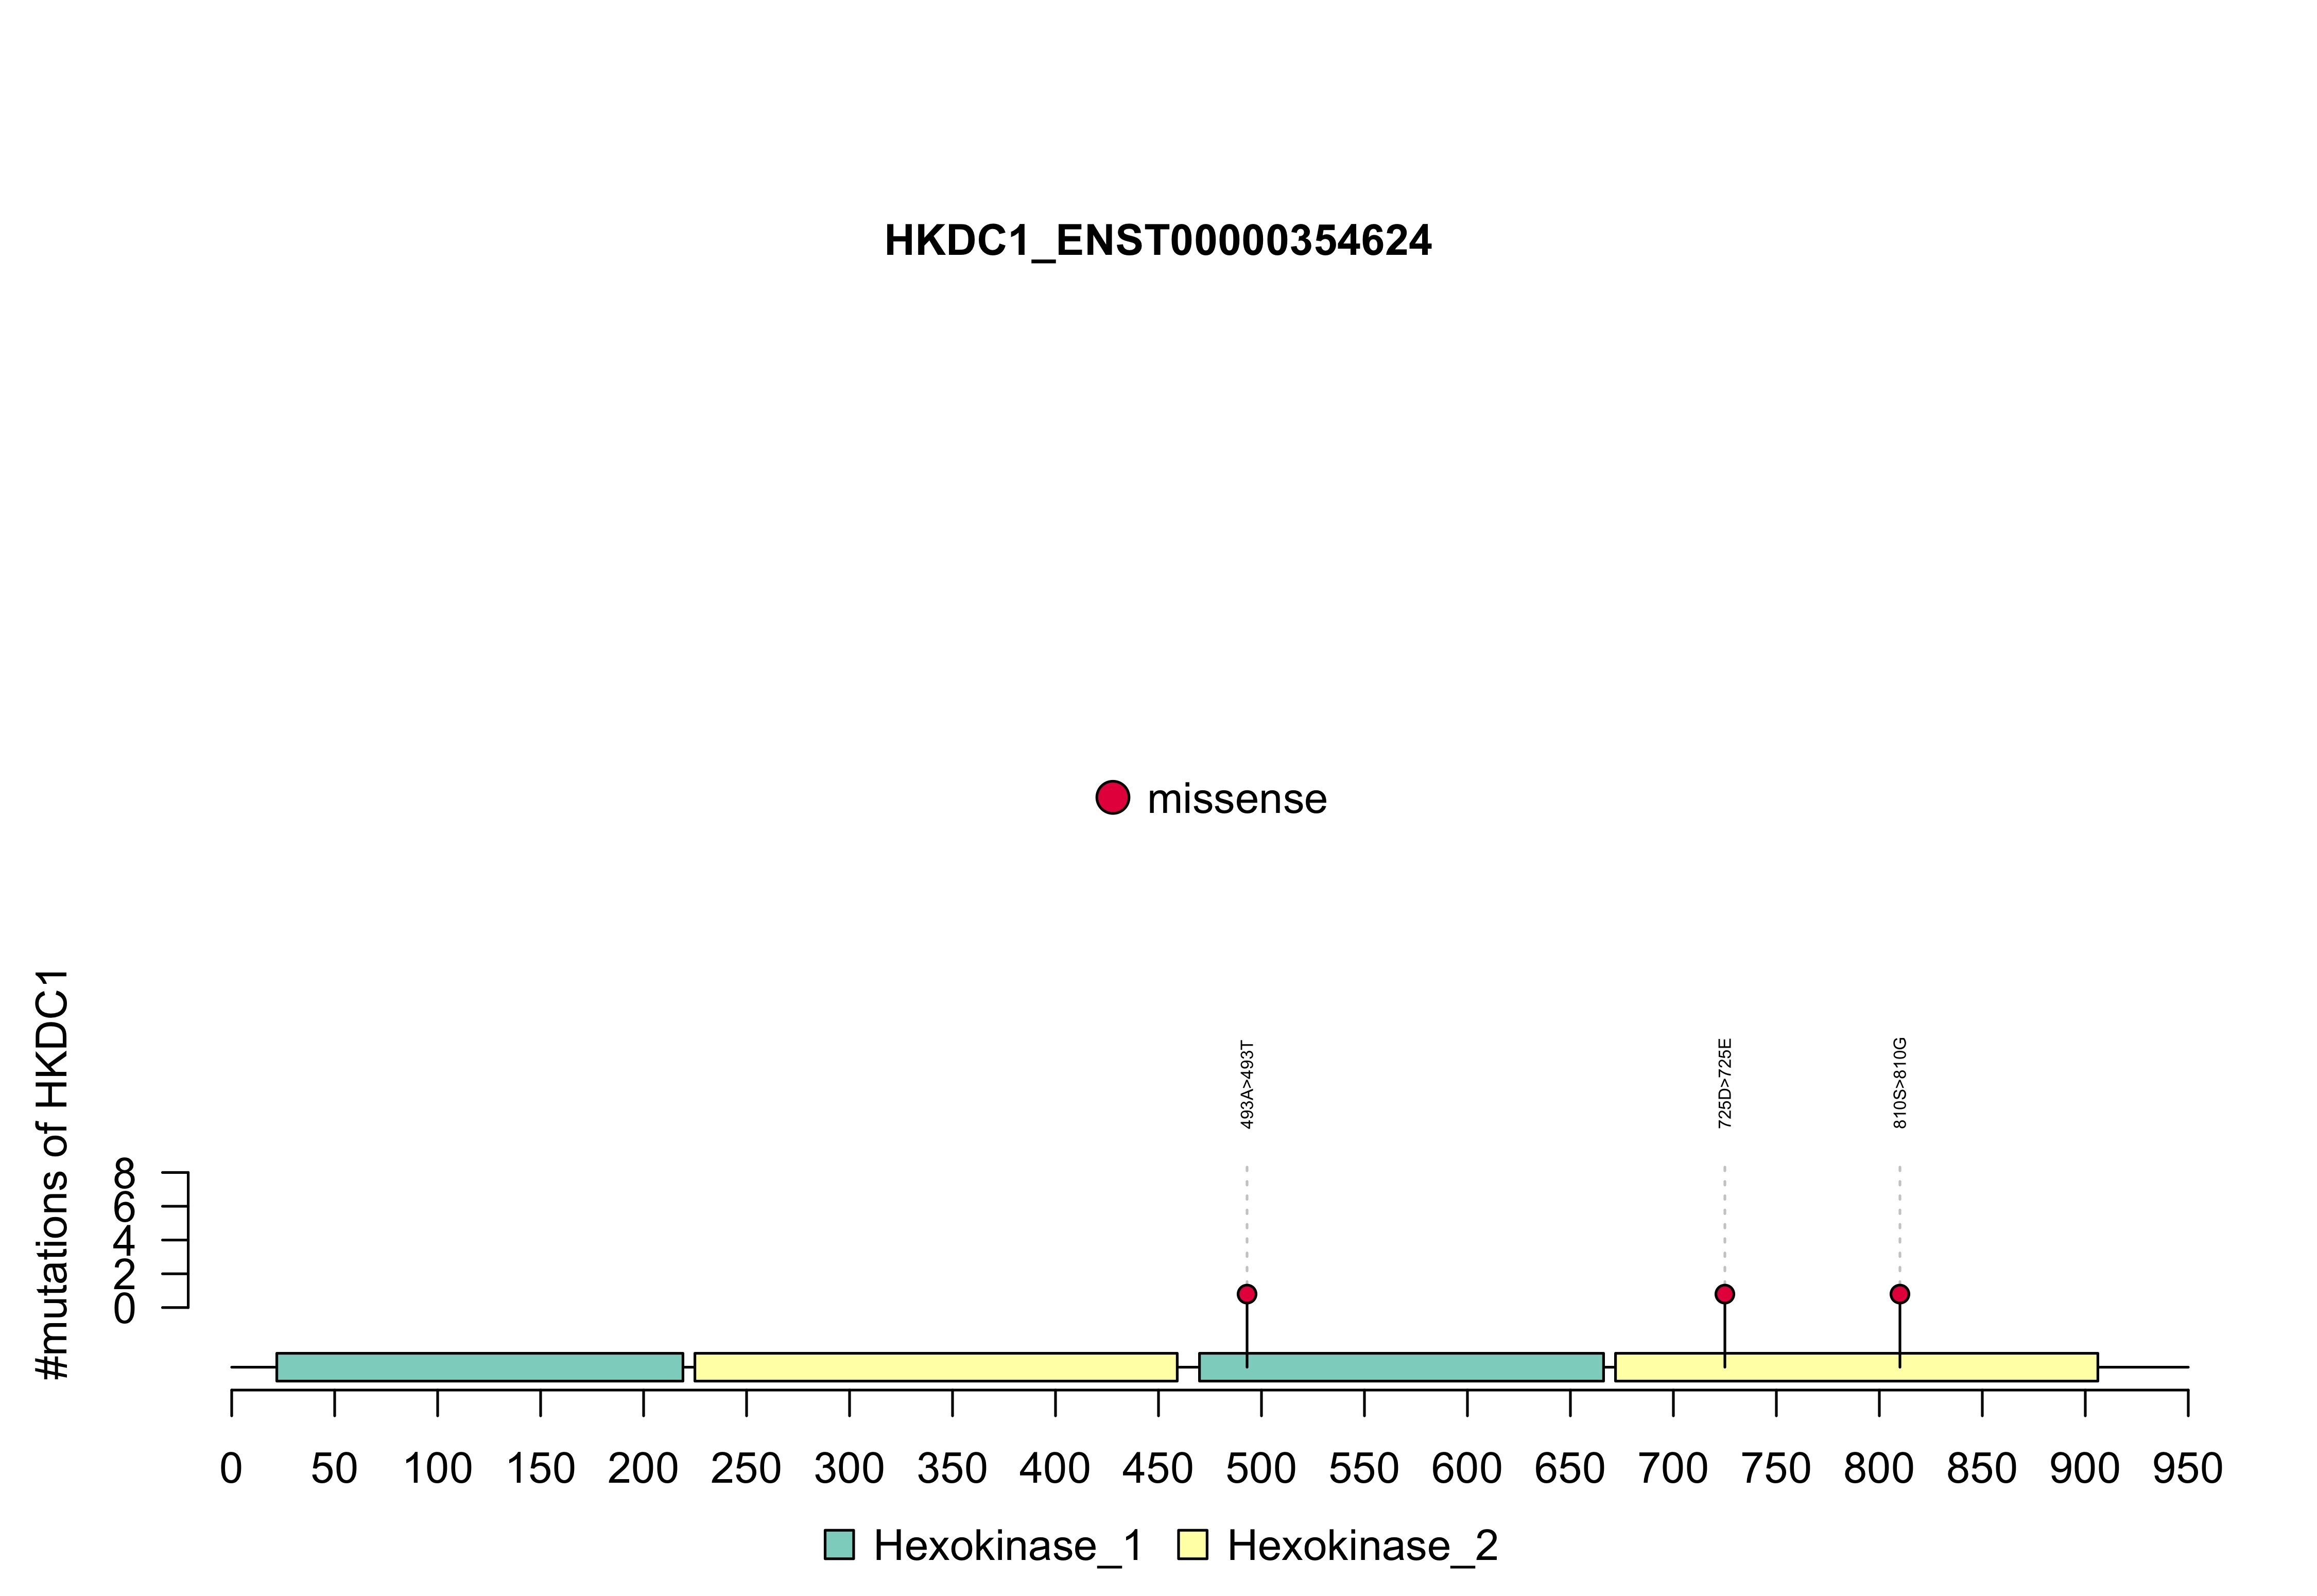 HKDC1_ENST00000354624
missense
#mutations of HKDC1
493A>493T
725D>725E
810S>810G
8
6
4
2
0
0 50 100 150 200 250 300 350 400 450 500 550 600 650 700 750 800 850 900 950
Hexokinase_1 Hexokinase_2